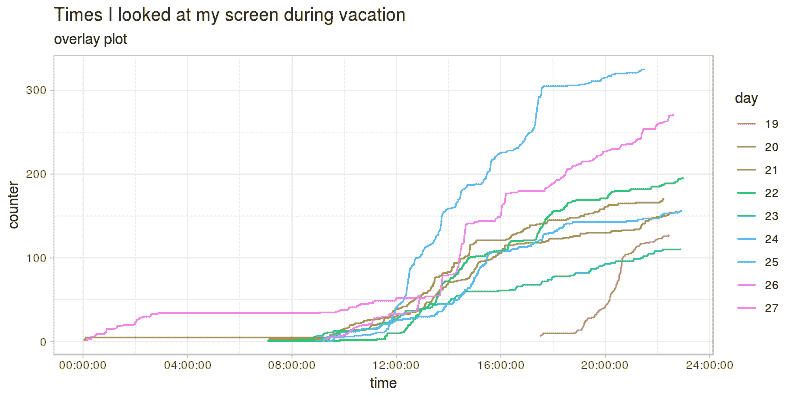 Times I looked at my screen during vacation
overlay plot
300
200
100
0
counter
00:00:00 04:00:00 08:00:00 12:00:00 16:00:00 20:00:00 24:00:00
time
day
19
20
21
22
23
24
25
26
27